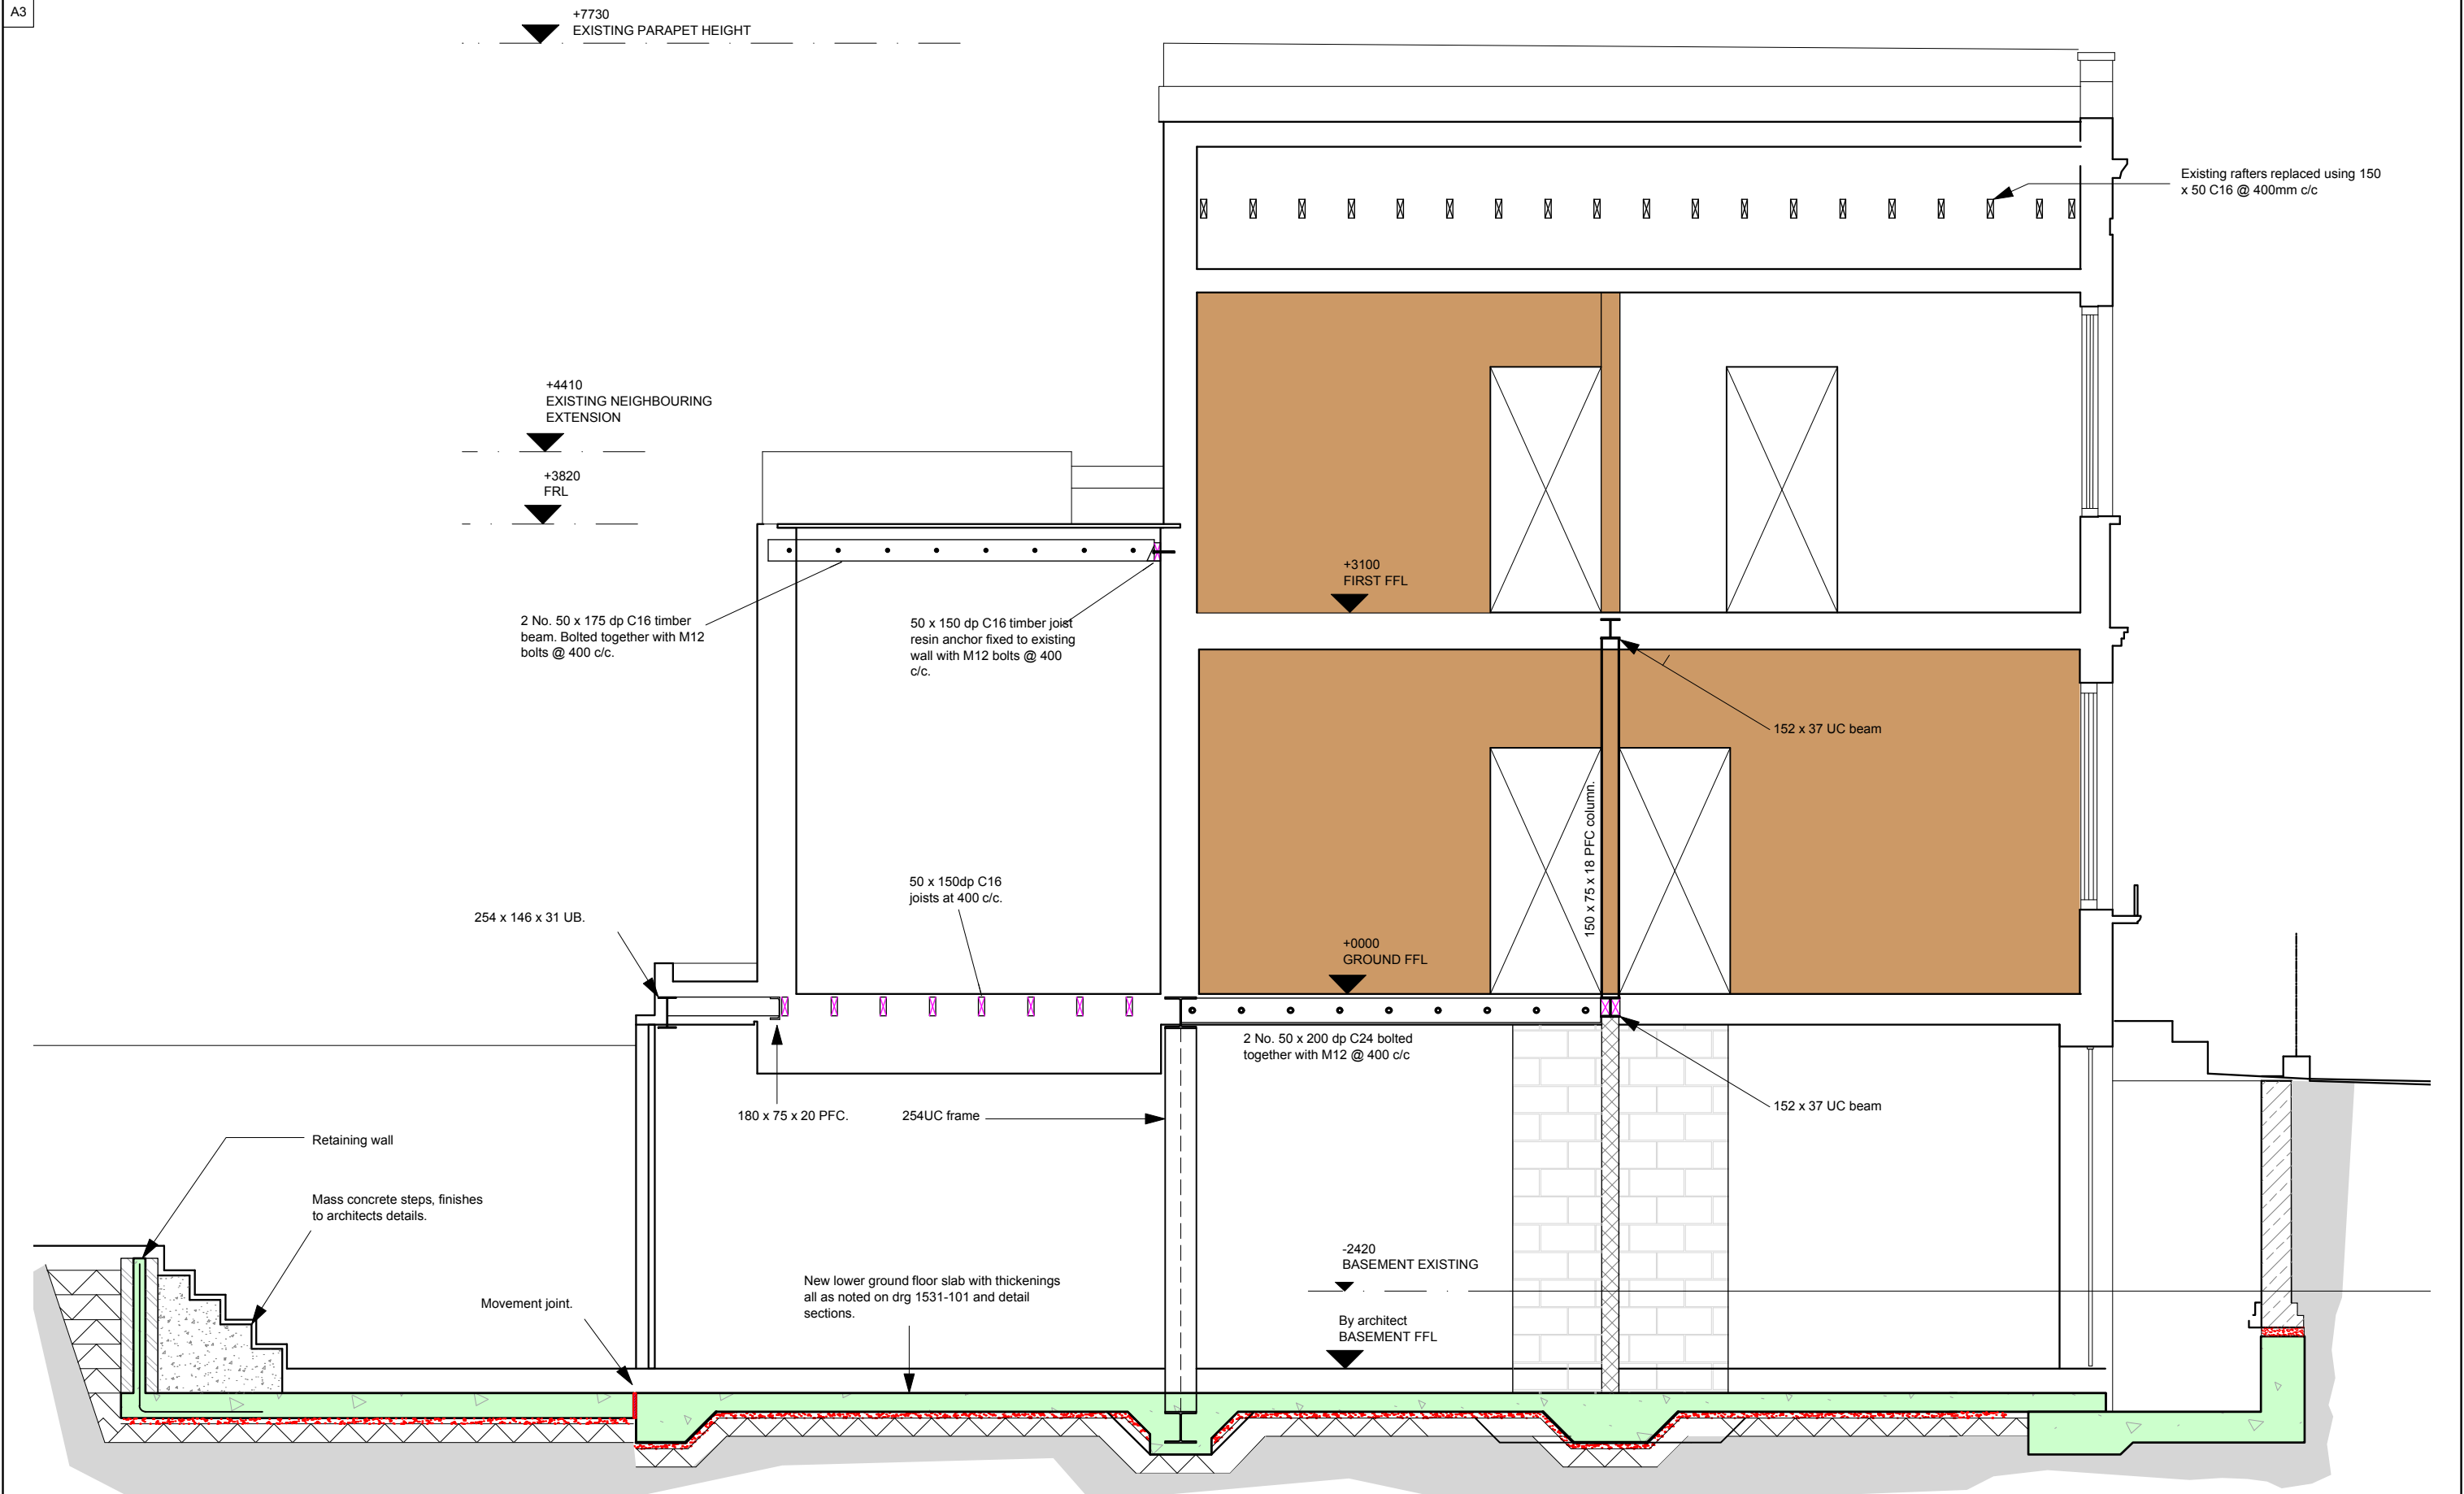 A3
+7730
EXISTING PARAPET HEIGHT
Existing rafters replaced using 150
x 50 C16 @ 400mm c/c
+4410
EXISTING NEIGHBOURING
EXTENSION
+3820
FRL
+3100
FIRST FFL
2 No. 50 x 175 dp C16 timber
beam. Bolted together with M12
bolts @ 400 c/c.
50 x 150 dp C16 timber joist
resin anchor fixed to existing
wall with M12 bolts @ 400
c/c.
152 x 37 UC beam
150 x 75 x 18 PFC column.
50 x 150dp C16
joists at 400 c/c.
254 x 146 x 31 UB.
+0000
GROUND FFL
2 No. 50 x 200 dp C24 bolted
together with M12 @ 400 c/c
180 x 75 x 20 PFC.
254UC frame
152 x 37 UC beam
Retaining wall
Mass concrete steps, finishes
to architects details.
-2420
BASEMENT EXISTING
New lower ground floor slab with thickenings
all as noted on drg 1531-101 and detail
sections.
Movement joint.
By architect
BASEMENT FFL